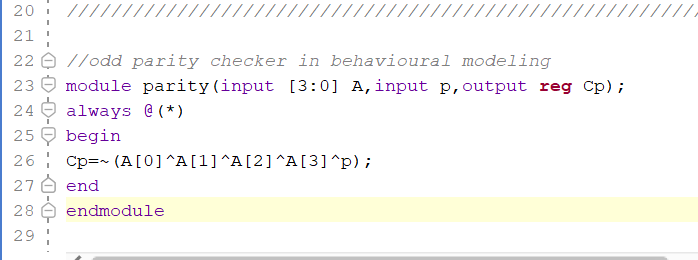 20 ////////////////////////////////////////////////////////////
21
22 //odd parity checker in behavioural modeling
23 module parity(input [3:0] A,input p,output reg Cp);
24 always @(*)
25 begin
26 Cp=~(A[0]^A[1]^A[2]^A[3]^p);
27 end
28 endmodule
29